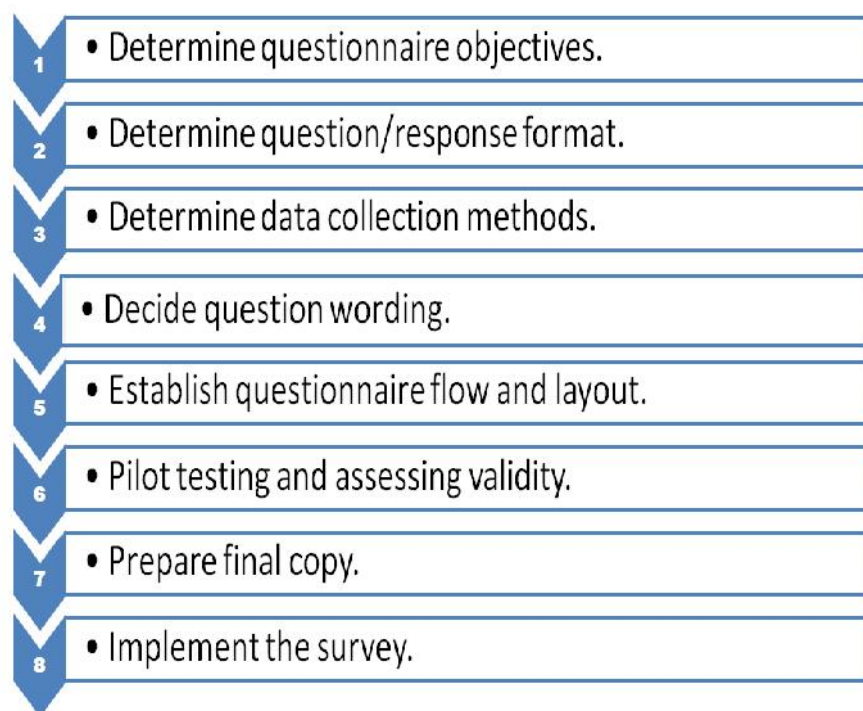 1 • Determine questionnaire objectives.
2 • Determine question/response format.
3 • Determine data collection methods.
4 • Decide question wording.
5 • Establish questionnaire flow and layout.
6 • Pilot testing and assessing validity.
7 • Prepare final copy.
8 • Implement the survey.